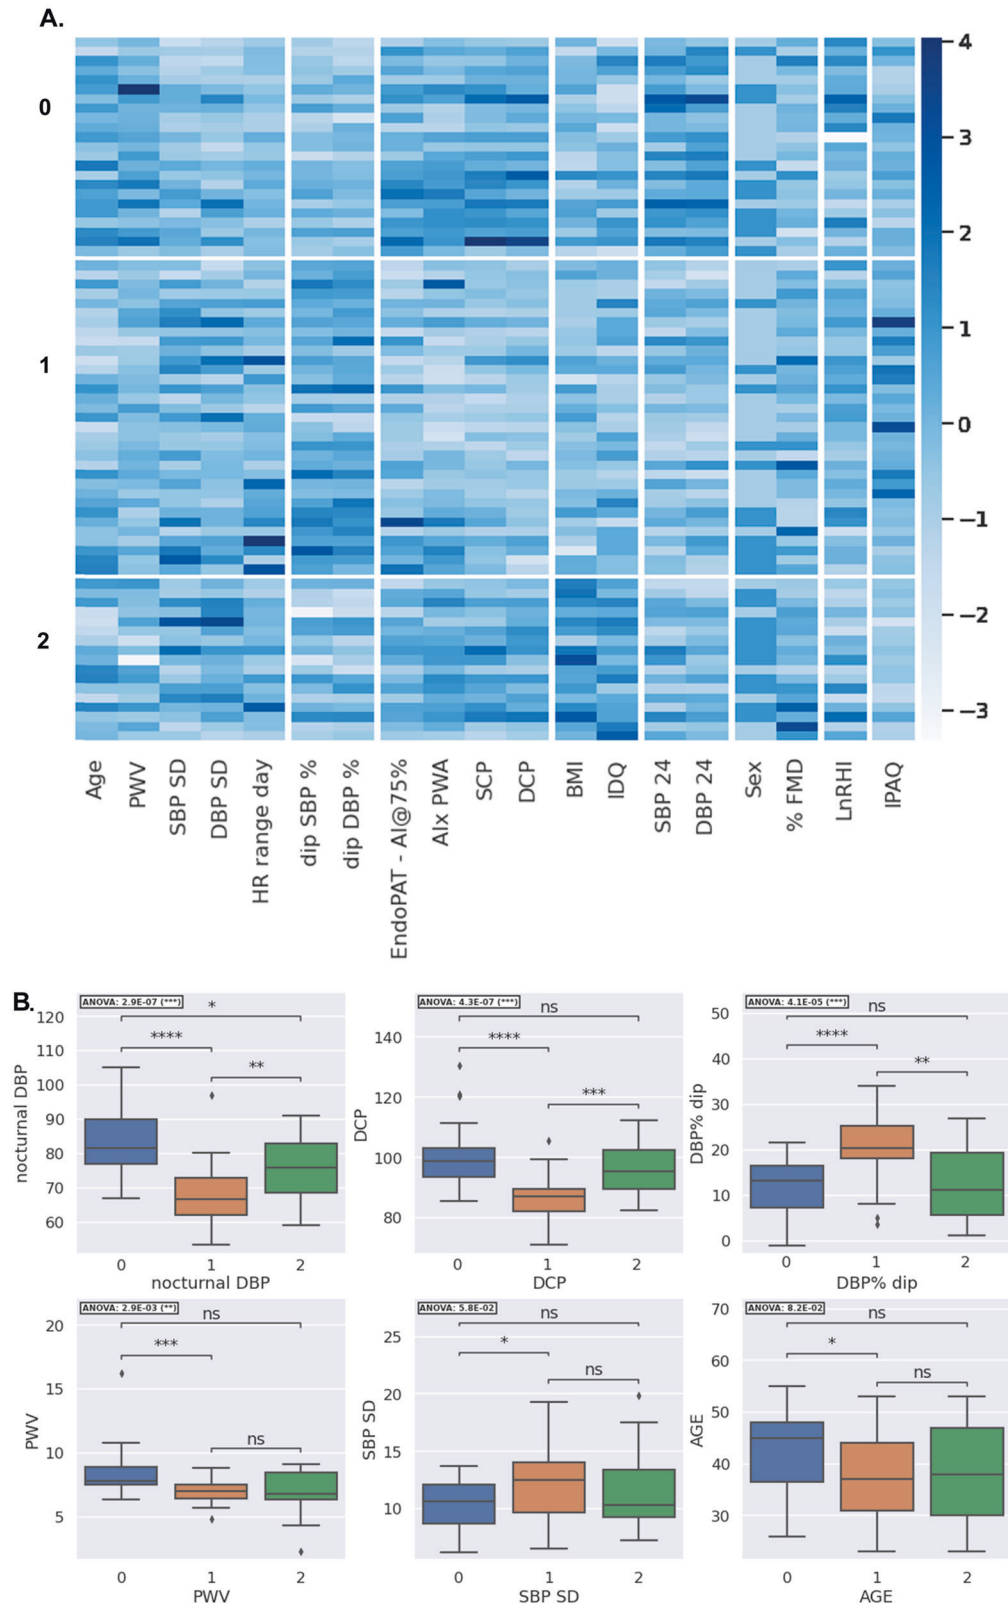 A.
0
1
2
4
3
2
1
0
−1
−2
−3
Age
PWV
SBP SD
DBP SD
HR range day
dip SBP %
dip DBP %
EndoPAT - AI@75%
AIx PWA
SCP
DCP
BMI
IDQ
SBP 24
DBP 24
Sex
% FMD
LnRHI
IPAQ
B.
ANOVA: 2.9E-07 (***)
*
****
**
nocturnal DBP
120
110
100
90
80
70
60
0 1 2
nocturnal DBP
ANOVA: 4.3E-07 (***)
ns
****
***
DCP
140
120
100
80
0 1 2
DCP
ANOVA: 4.1E-05 (***)
ns
****
**
DBP% dip
50
40
30
20
10
0
0 1 2
DBP% dip
ANOVA: 2.9E-03 (**)
ns
***
ns
PWV
20
15
10
5
0 1 2
PWV
ANOVA: 5.8E-02
ns
*
ns
SBP SD
25
20
15
10
0 1 2
SBP SD
ANOVA: 8.2E-02
ns
*
ns
AGE
70
60
50
40
30
0 1 2
AGE